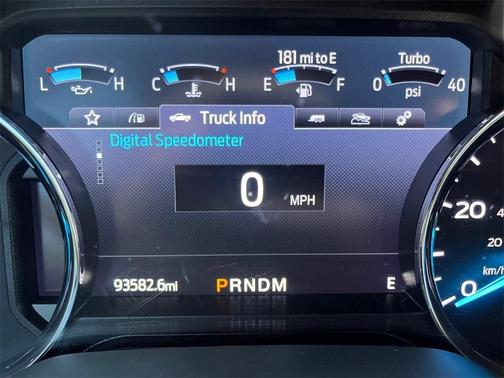 181 mi to E Turbo
L H C H E F 0 40
psi
Truck Info
Digital Speedometer
0 MPH
20
20
km/h
0
93582.6mi PRNDM E